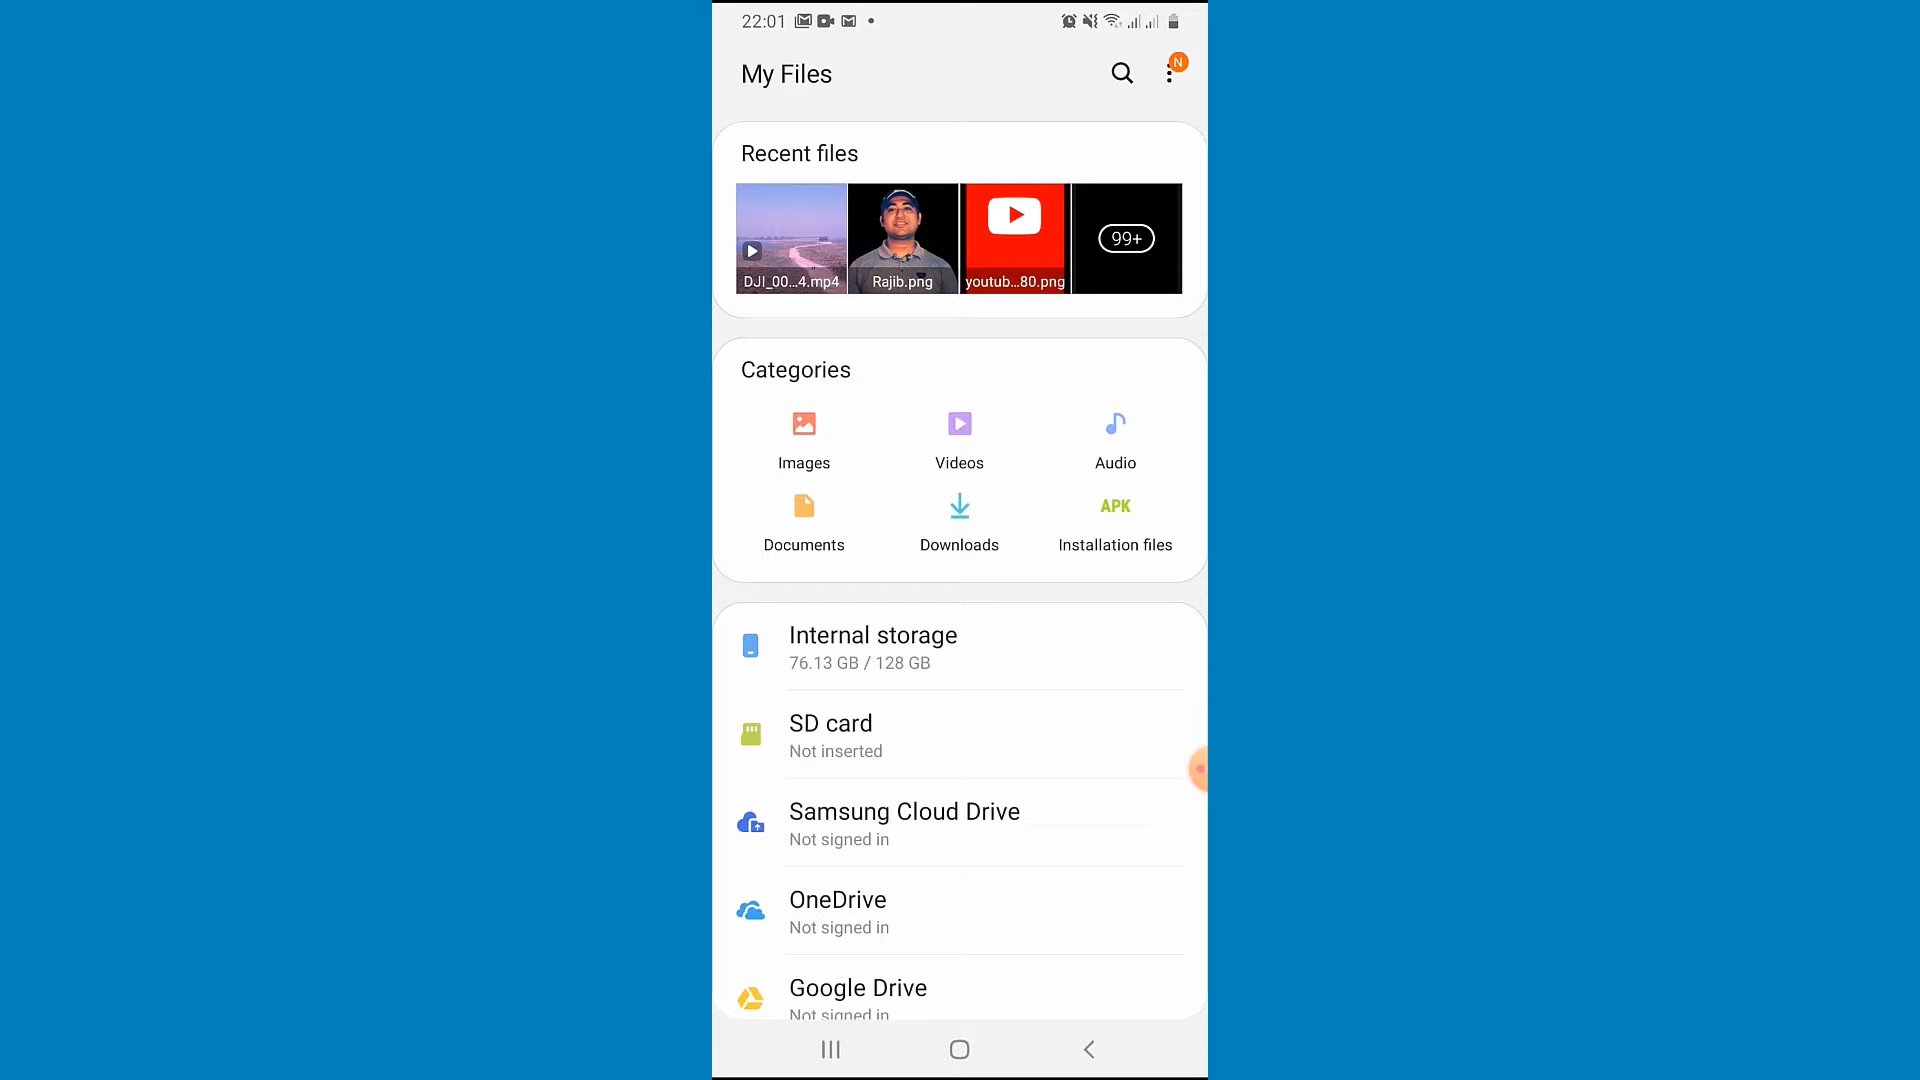 22:01
My Files
N
Recent files
DJI_00...4.mp4
Rajib.png
youtub...80.png
99+
Categories
Images
Videos
Audio
Documents
Downloads
APK
Installation files
Internal storage
76.13 GB / 128 GB
SD card
Not inserted
Samsung Cloud Drive
Not signed in
OneDrive
Not signed in
Google Drive
Not signed in